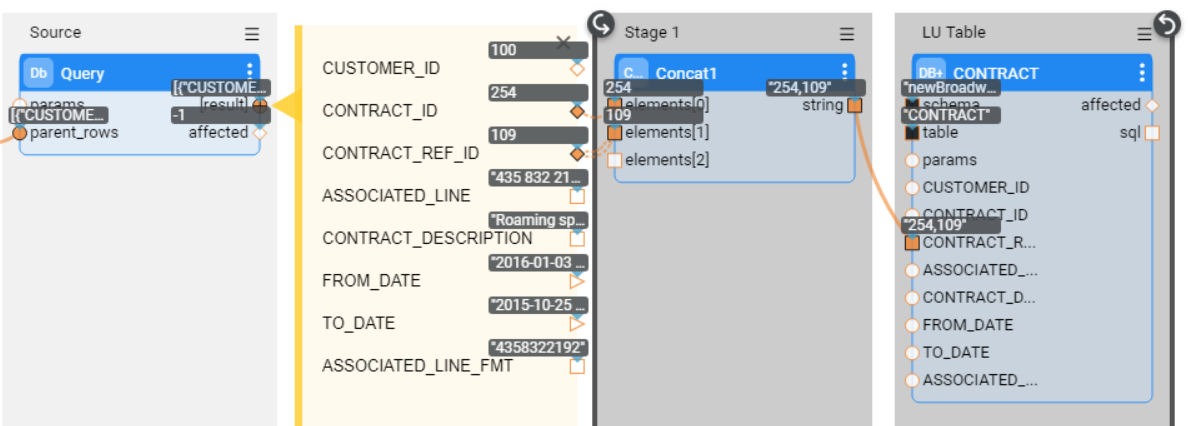 Source
Db Query
[{"CUSTOME...
params [result]
[{"CUSTOME... -1
parent_rows affected
100
CUSTOMER_ID
254
CONTRACT_ID
109
CONTRACT_REF_ID
"435 832 21...
ASSOCIATED_LINE
"Roaming sp...
CONTRACT_DESCRIPTION
"2016-01-03 ...
FROM_DATE
"2015-10-25 ...
TO_DATE
"4358322192"
ASSOCIATED_LINE_FMT
Stage 1
C... Concat1
254 "254,109"
elements[0] string
109
elements[1]
elements[2]
LU Table
DB+ CONTRACT
"newBroadw...
schema affected
"CONTRACT"
table sql
params
CUSTOMER_ID
CONTRACT_ID
"254,109"
CONTRACT_R...
ASSOCIATED_...
CONTRACT_D...
FROM_DATE
TO_DATE
ASSOCIATED_...